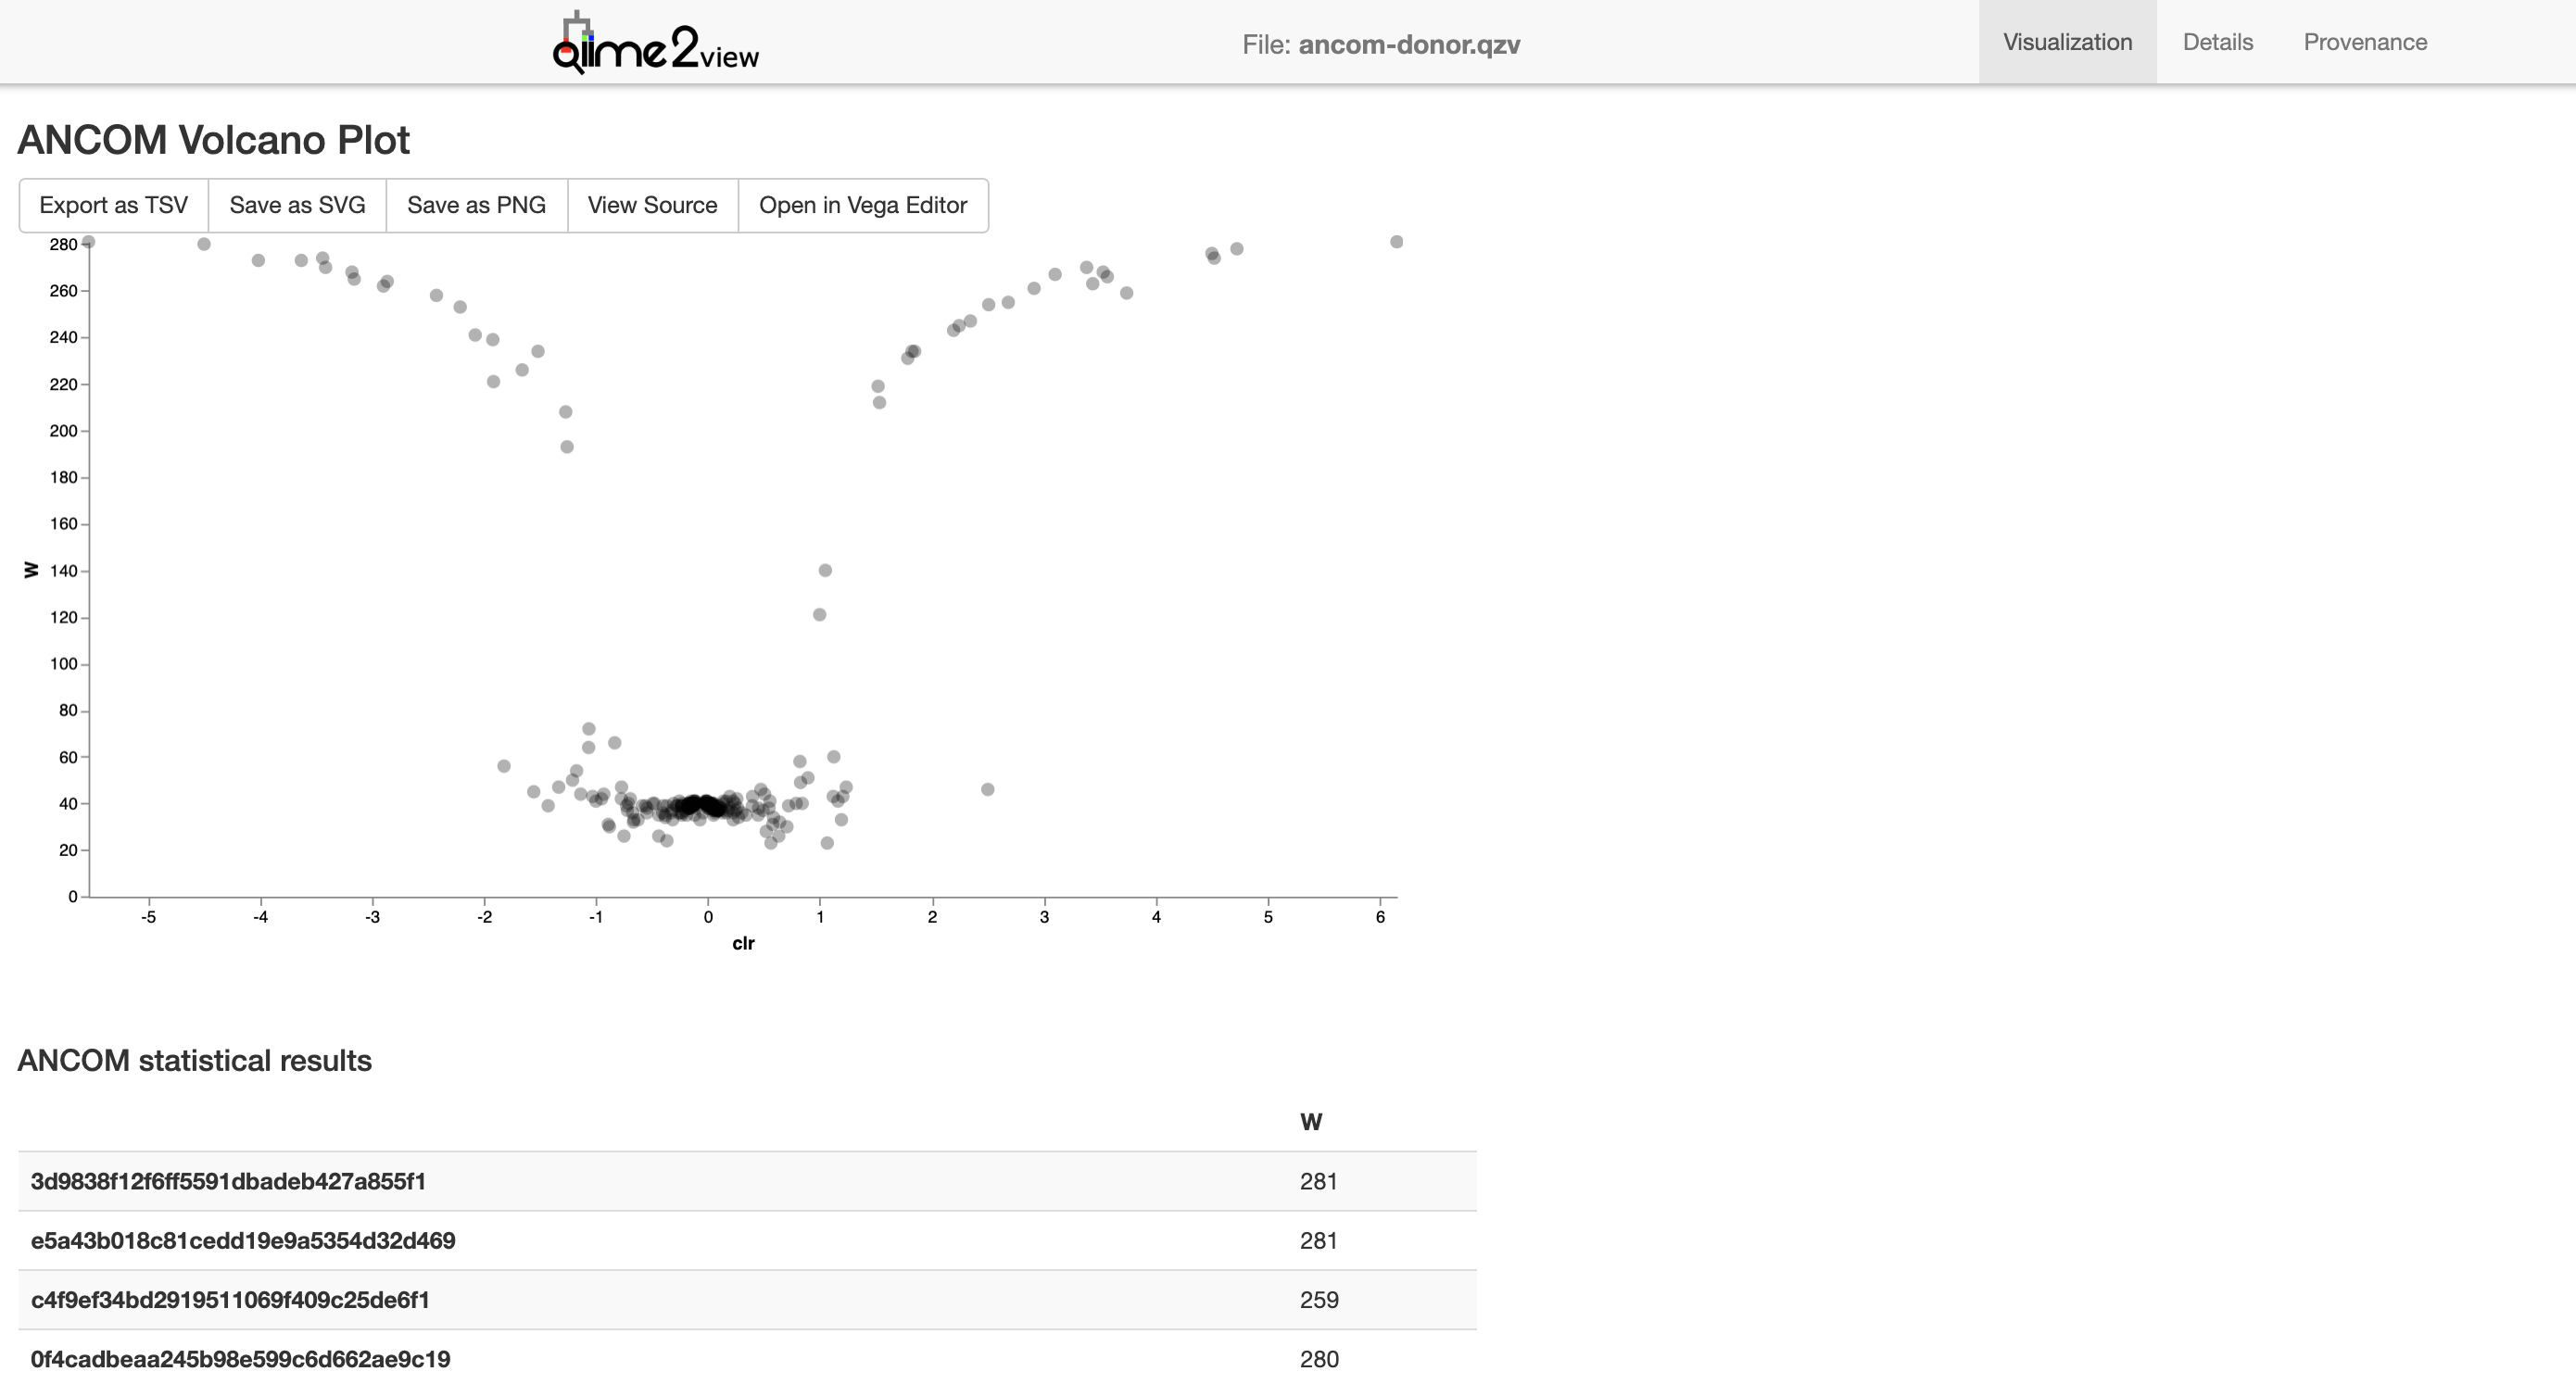 qiime2view
File: ancom-donor.qzv
Visualization Details Provenance
ANCOM Volcano Plot
Export as TSV Save as SVG Save as PNG View Source Open in Vega Editor
280
260
240
220
200
180
160
W
140
120
100
80
60
40
20
0
-5 -4 -3 -2 -1 0 1 2 3 4 5 6
clr
ANCOM statistical results
W
3d9838f12f6ff5591dbadeb427a855f1 281
e5a43b018c81cedd19e9a5354d32d469 281
c4f9ef34bd2919511069f409c25de6f1 259
0f4cadbeaa245b98e599c6d662ae9c19 280